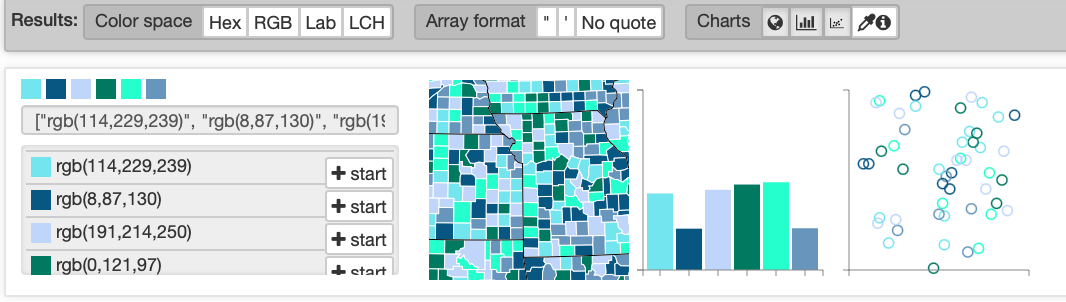 Results: Color space Hex RGB Lab LCH Array format " ' No quote Charts
["rgb(114,229,239)", "rgb(8,87,130)", "rgb(19
rgb(114,229,239) + start
rgb(8,87,130) + start
rgb(191,214,250) + start
rgb(0,121,97) + start